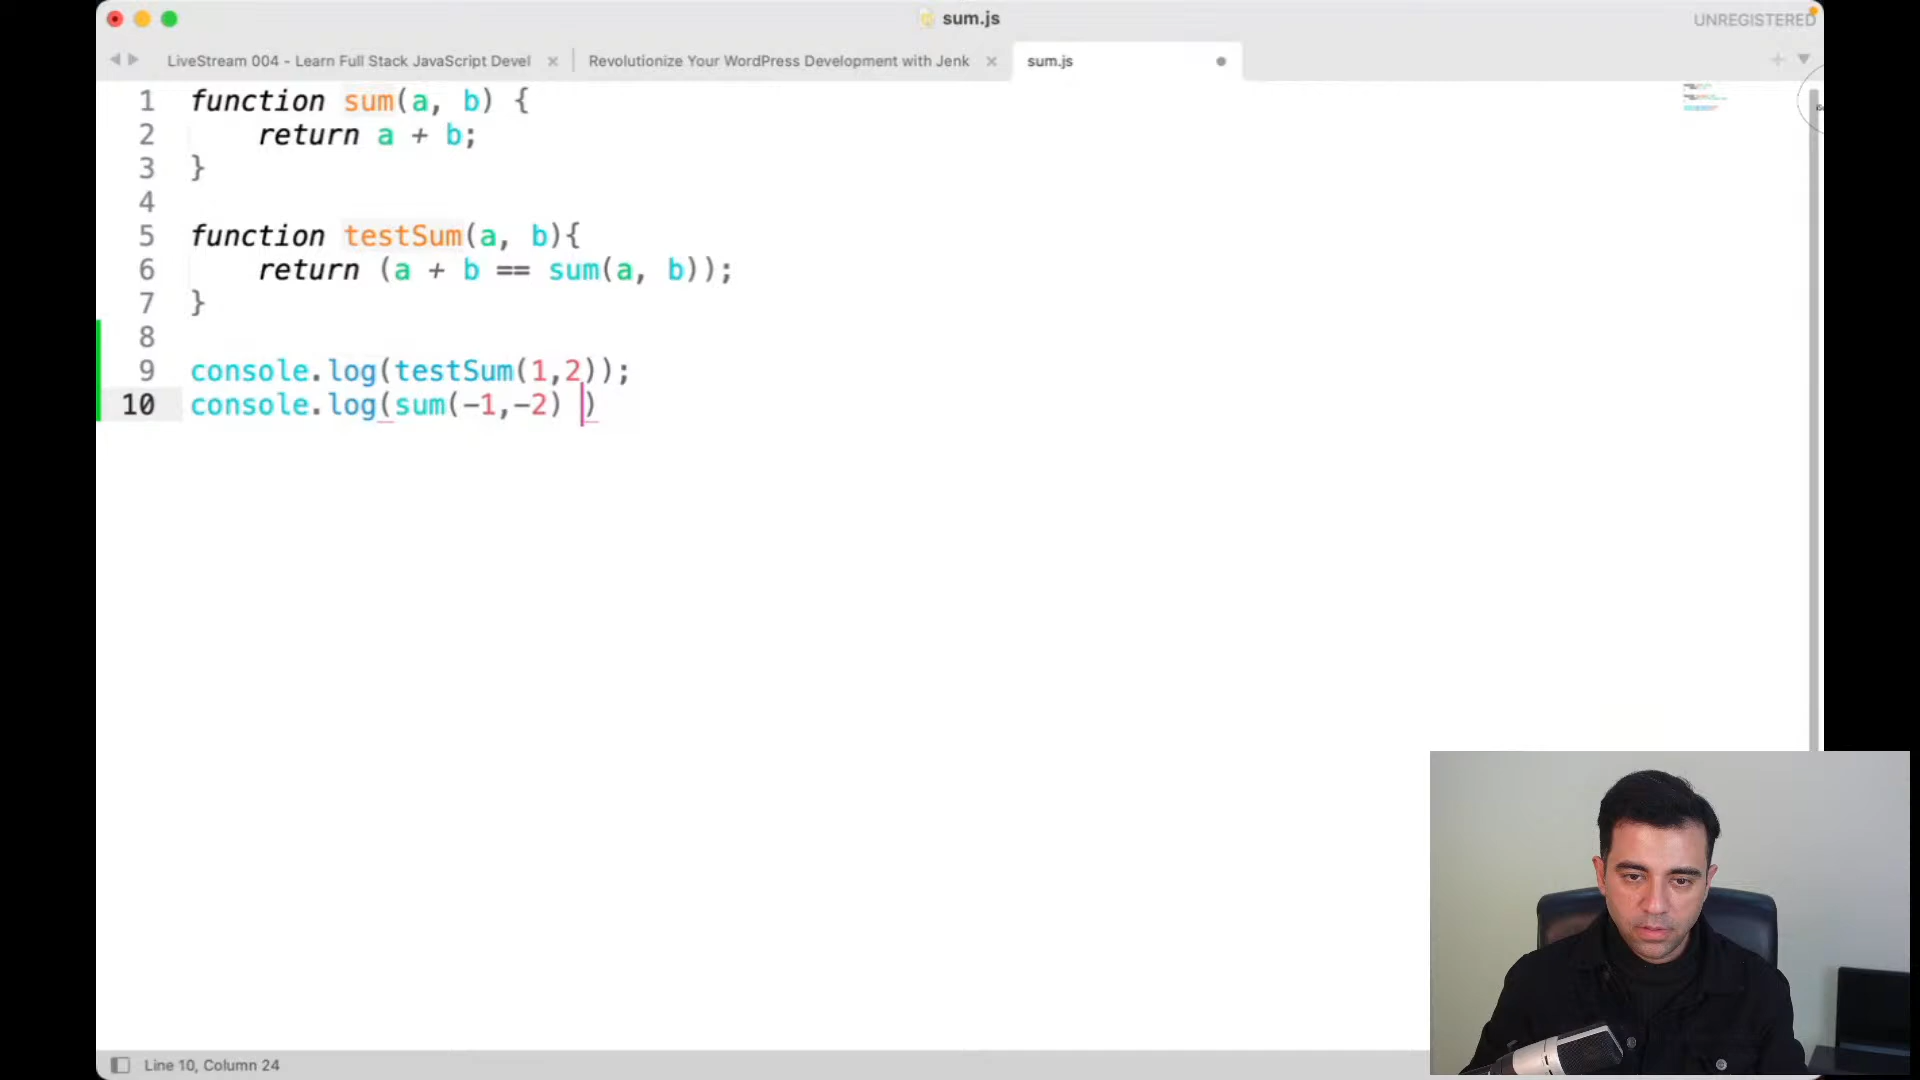 sum.js
UNREGISTERED
LiveStream 004 - Learn Full Stack JavaScript Devel
Revolutionize Your WordPress Development with Jenk
sum.js
1 function sum(a, b) {
2 return a + b;
3 }
4
5 function testSum(a, b){
6 return (a + b == sum(a, b));
7 }
8
9 console.log(testSum(1,2));
10 console.log(sum(-1,-2) )
Line 10, Column 24